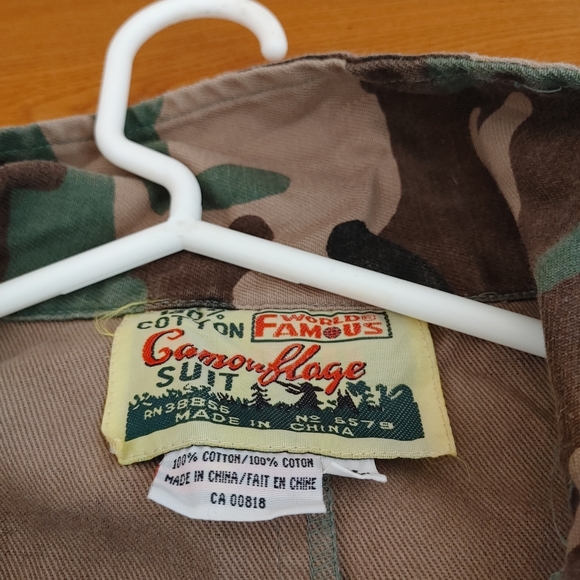 100%
COTTON
WORLD®
FAMOUS
Camouflage
SUIT
RN 38866 No 5579
MADE IN CHINA
100% COTTON/100% COTON
MADE IN CHINA/FAIT EN CHINE
CA 00818